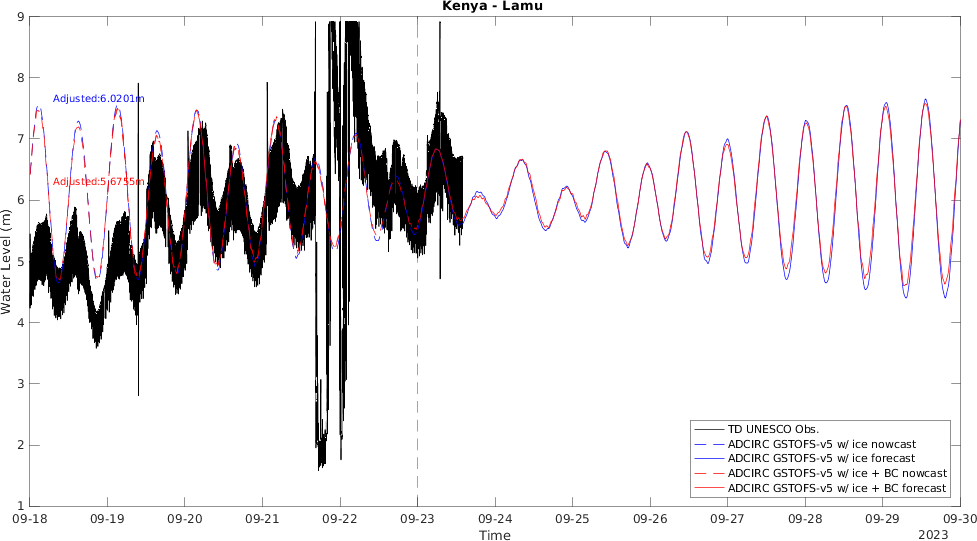 Kenya - Lamu
9
8
7
6
5
4
3
2
1
Water Level (m)
Adjusted:6.0201m
Adjusted:5.6755m
TD UNESCO Obs.
ADCIRC GSTOFS-v5 w/ ice nowcast
ADCIRC GSTOFS-v5 w/ ice forecast
ADCIRC GSTOFS-v5 w/ ice + BC nowcast
ADCIRC GSTOFS-v5 w/ ice + BC forecast
09-18 09-19 09-20 09-21 09-22 09-23 09-24 09-25 09-26 09-27 09-28 09-29 09-30
Time
2023